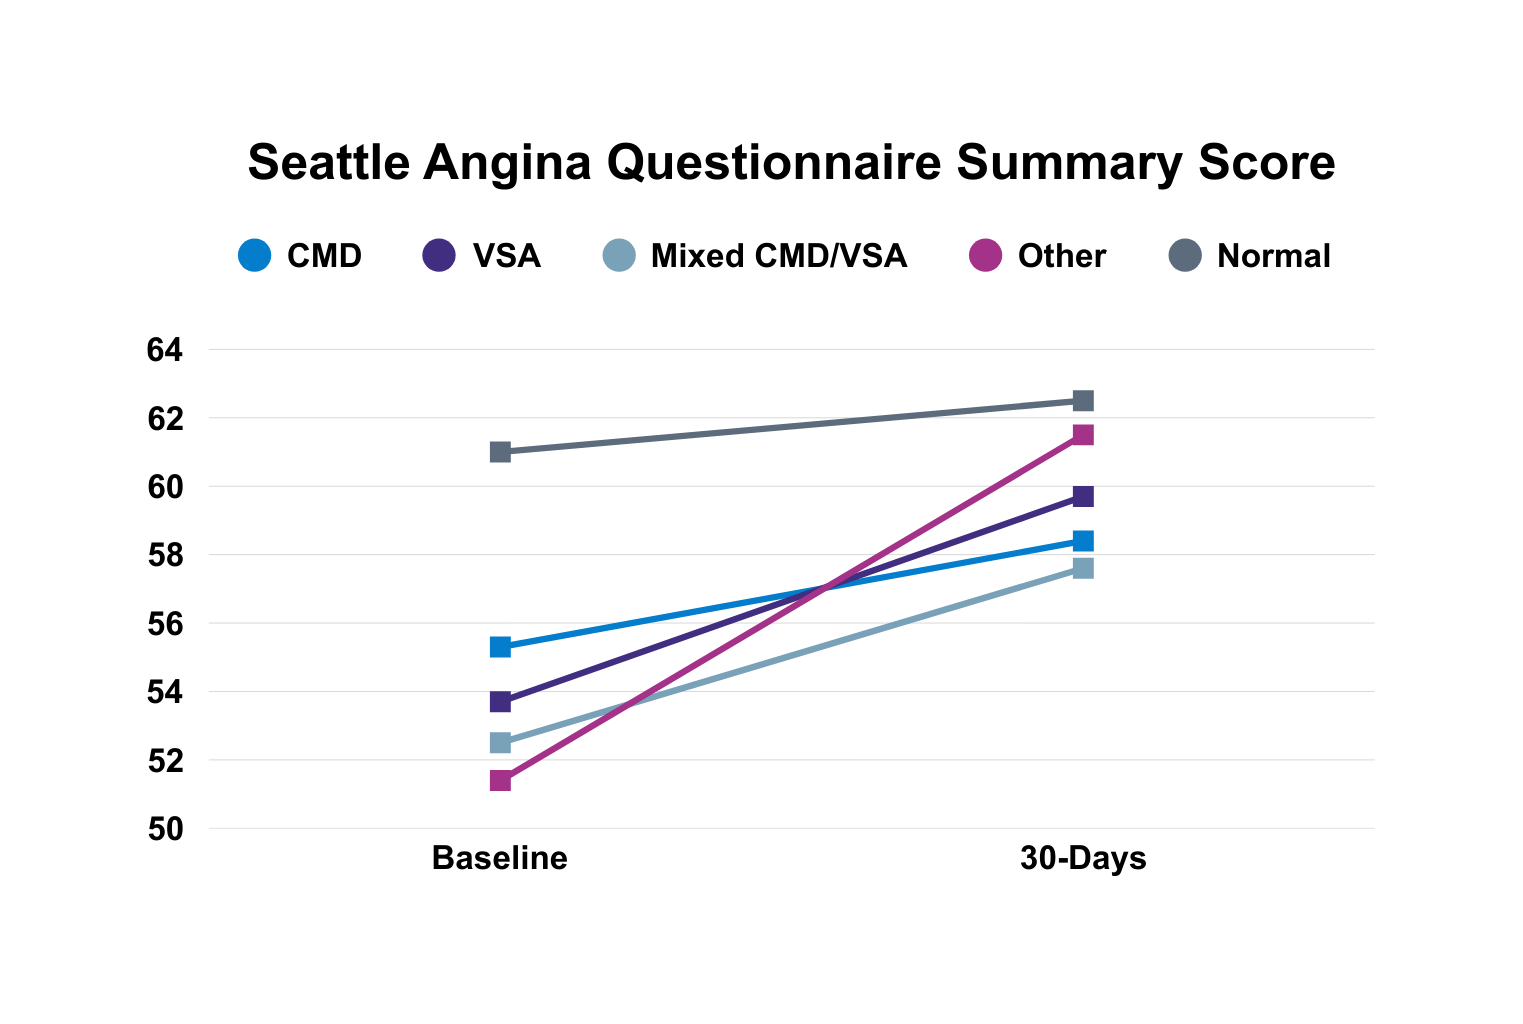 Seattle Angina Questionnaire Summary Score
CMD VSA Mixed CMD/VSA Other Normal
64
62
60
58
56
54
52
50
Baseline 30-Days